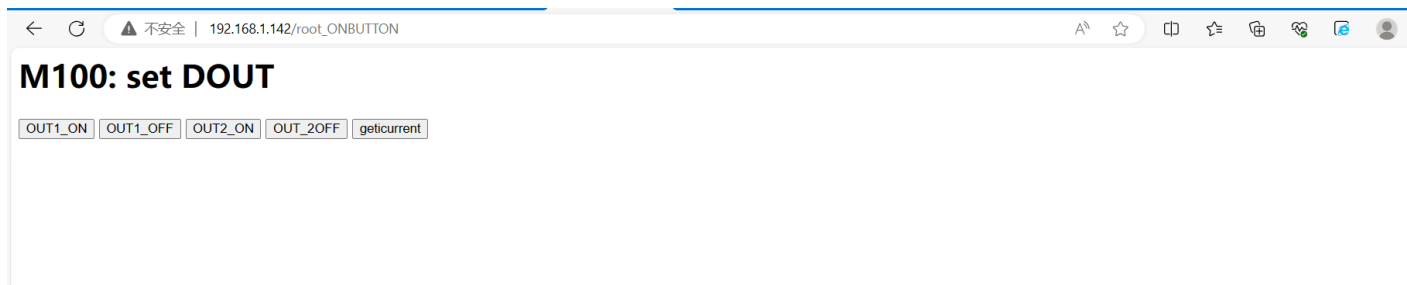 不安全 | 192.168.1.142/root_ONBUTTON
M100: set DOUT
OUT1_ON OUT1_OFF OUT2_ON OUT_2OFF geticurrent